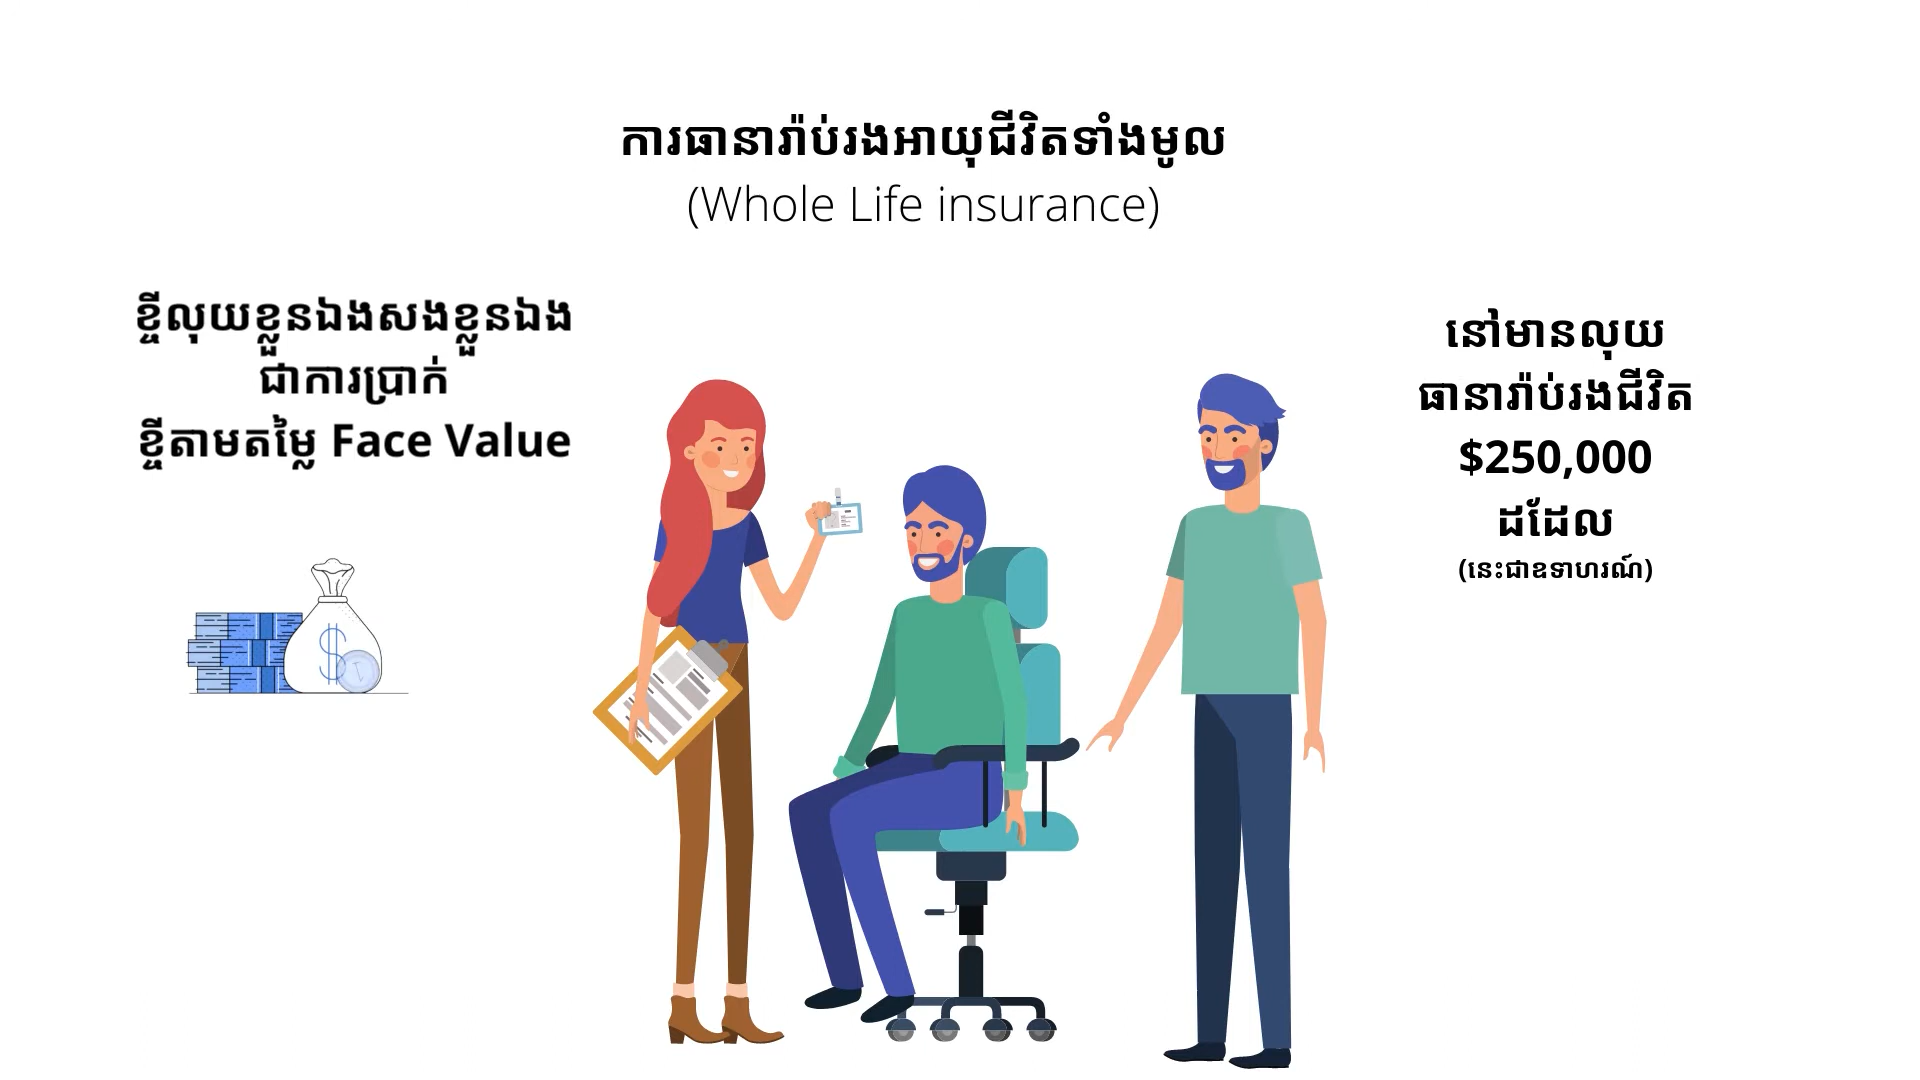 ការធានារ៉ាប់រងអាយុជីវិតទាំងមូល
(Whole Life insurance)
ខ្ចីលុយខ្លួនឯងសងខ្លួនឯង
ជាការប្រាក់
ខ្ចីតាមតម្លៃ Face Value
នៅមានលុយ
ធានារ៉ាប់រងជីវិត
$250,000
ដដែល
(នេះជាឧទាហរណ៍)